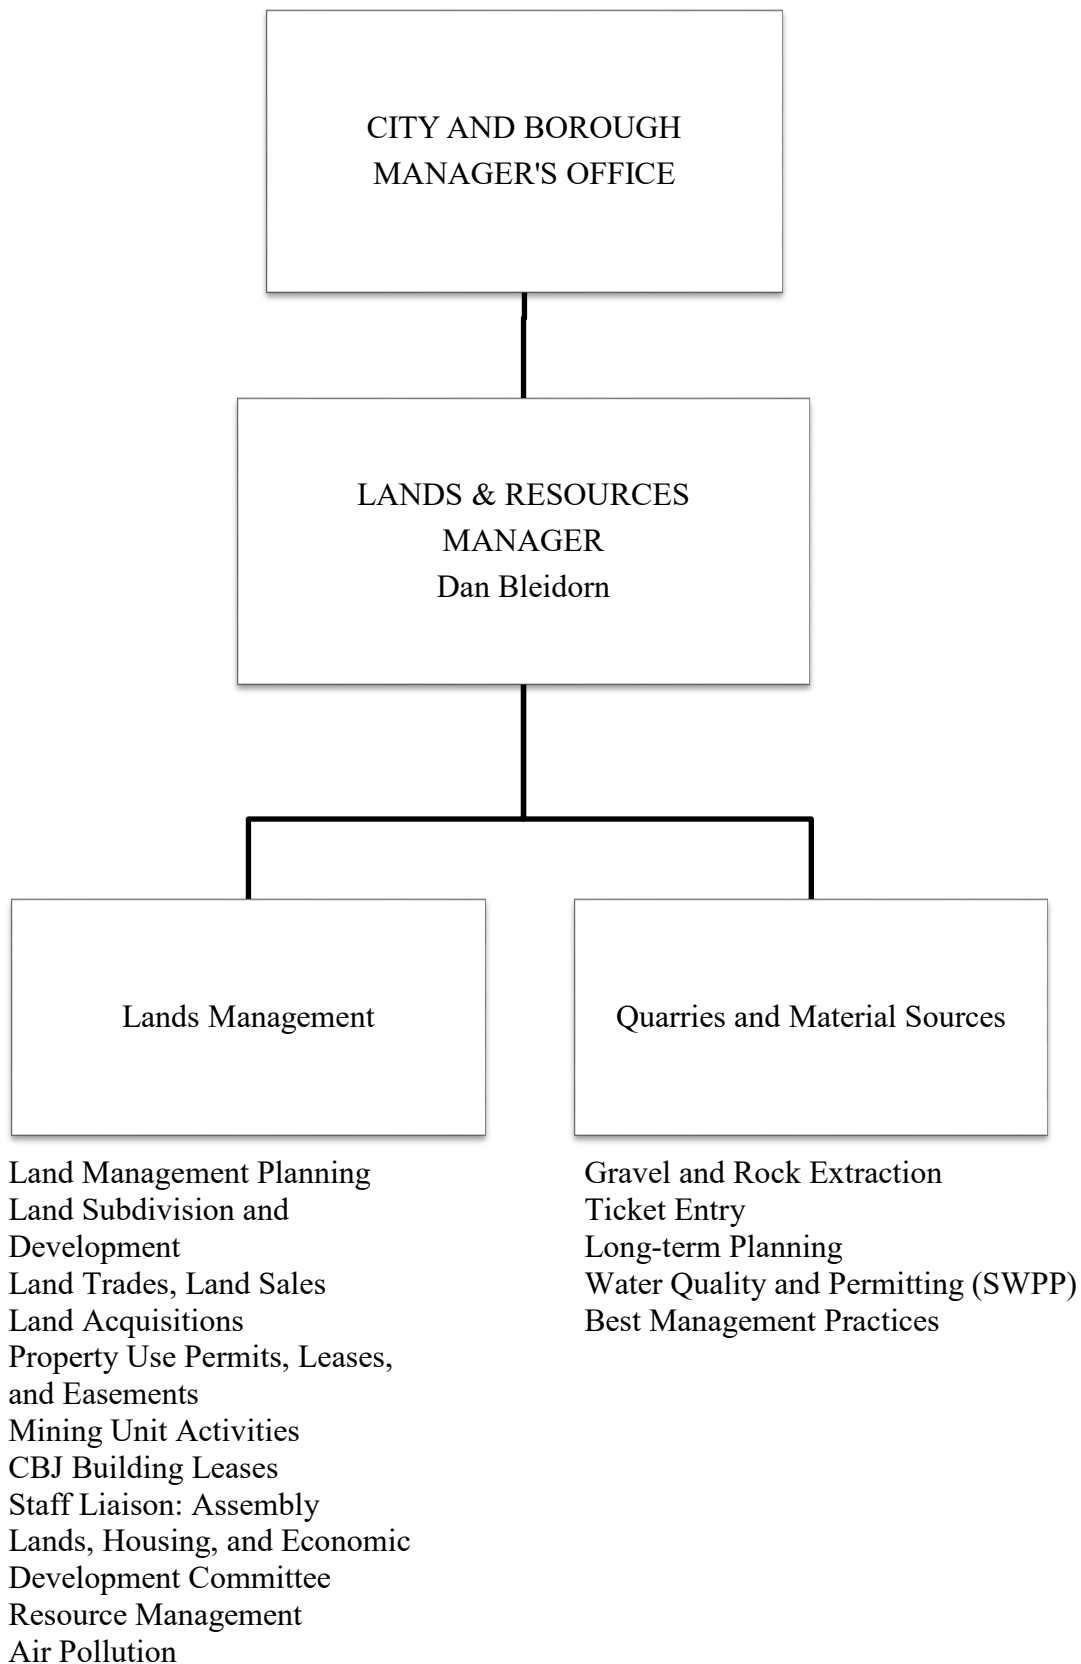 CITY AND BOROUGH
MANAGER'S OFFICE
LANDS & RESOURCES
MANAGER
Dan Bleidorn
Lands Management
Quarries and Material Sources
Land Management Planning
Land Subdivision and
Development
Land Trades, Land Sales
Land Acquisitions
Property Use Permits, Leases,
and Easements
Mining Unit Activities
CBJ Building Leases
Staff Liaison: Assembly
Lands, Housing, and Economic
Development Committee
Resource Management
Air Pollution
Gravel and Rock Extraction
Ticket Entry
Long-term Planning
Water Quality and Permitting (SWPP)
Best Management Practices